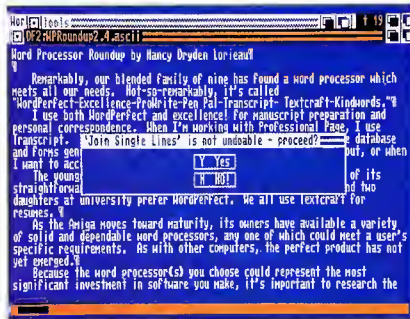 Wor Tools † 19
DF2:WPRoundup2.4.ascii
Word Processor Roundup by Nancy Dryden Lorieau¶
Remarkably, our blended family of nine has found a word processor which
meets all our needs. Not-so-remarkably, it's called
"WordPerfect-Excellence-ProWrite-Pen Pal-Transcript- Textcraft-Kindwords."¶
I use both WordPerfect and excellence! for manuscript preparation and
personal correspondence. When I'm working with Professional Page, I use
Transcript. 'Join Single Lines' is not undoable - proceed? e database
and forms gen out, or when
I want to acc
Y Yes
The young of its
N NO!
straightforwa nd two
daughters at university prefer WordPerfect. We all use Textcraft for
resumes. ¶
As the Amiga moves toward maturity, its owners have available a variety
of solid and dependable word processors, any one of which could meet a user's
specific requirements. As with other computers, the perfect product has not
yet emerged.¶
Because the word processor(s) you choose could represent the most
significant investment in software you make, it's important to research the